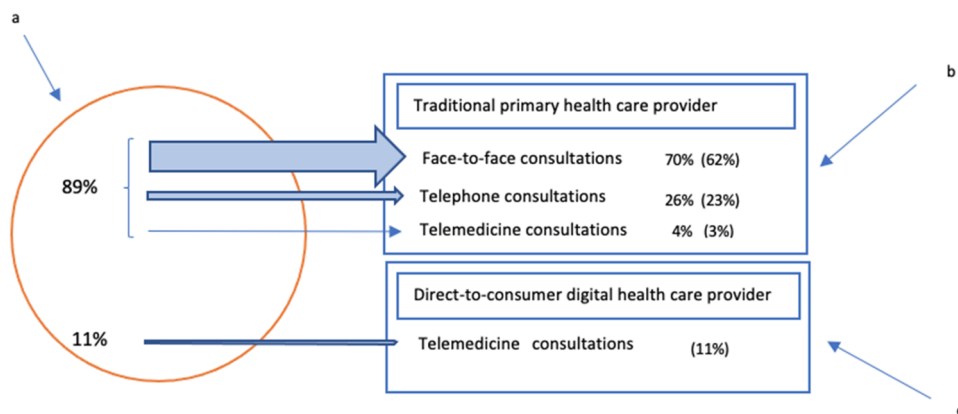 a
b
Traditional primary health care provider
Face-to-face consultations 70% (62%)
89%
Telephone consultations 26% (23%)
Telemedicine consultations 4% (3%)
Direct-to-consumer digital health care provider
11%
Telemedicine consultations (11%)